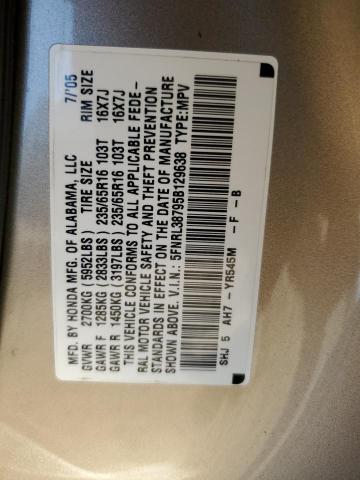 MFD. BY HONDA MFG. OF ALABAMA, LLC 7/'05
GVWR 2700KG (5952LBS) TIRE SIZE RIM SIZE
GAWR F 1285KG (2833LBS) 235/65R16 103T 16X7J
GAWR R 1450KG (3197LBS) 235/65R16 103T 16X7J
THIS VEHICLE CONFORMS TO ALL APPLICABLE FEDE-
RAL MOTOR VEHICLE SAFETY AND THEFT PREVENTION
STANDARDS IN EFFECT ON THE DATE OF MANUFACTURE
SHOWN ABOVE. V.I.N.: 5FNRL38795B129638 TYPE:MPV
SHJ 5 AH7 - YR545M - F - B